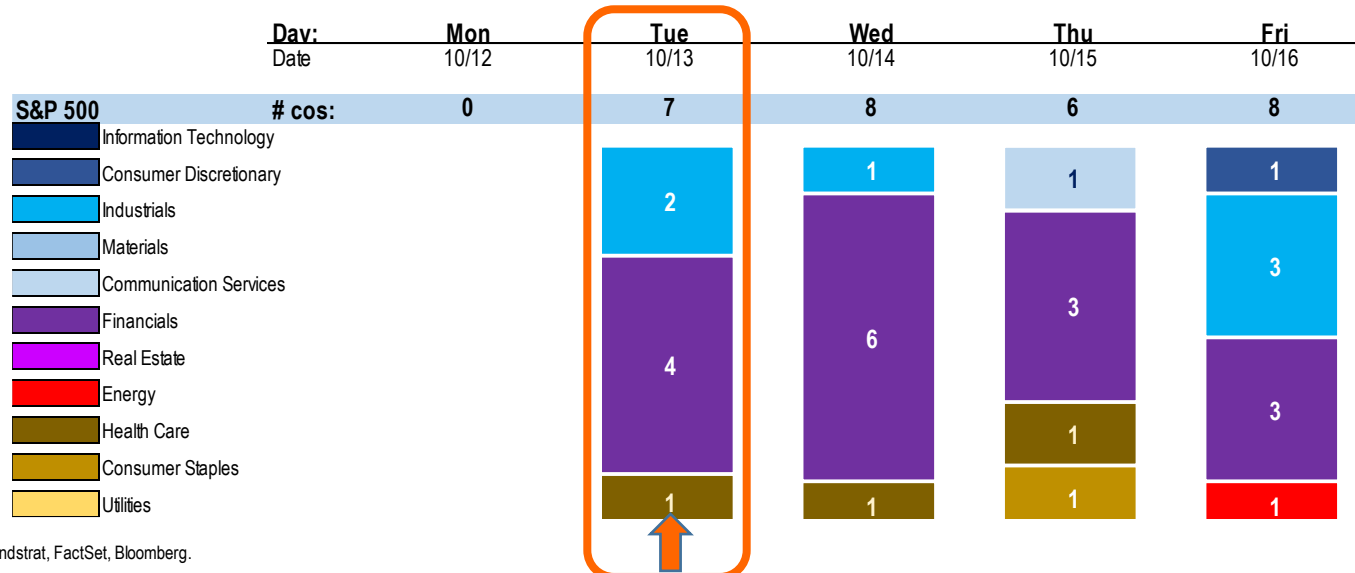 Day: Mon Tue Wed Thu Fri
Date 10/12 10/13 10/14 10/15 10/16
S&P 500 # cos: 0 7 8 6 8
Information Technology
Consumer Discretionary 1 1 1
Industrials 2
Materials
Communication Services 3
Financials 3
Real Estate 6
Energy 4 3
Health Care 1
Consumer Staples
Utilities 1 1 1 1
ndstrat, FactSet, Bloomberg.